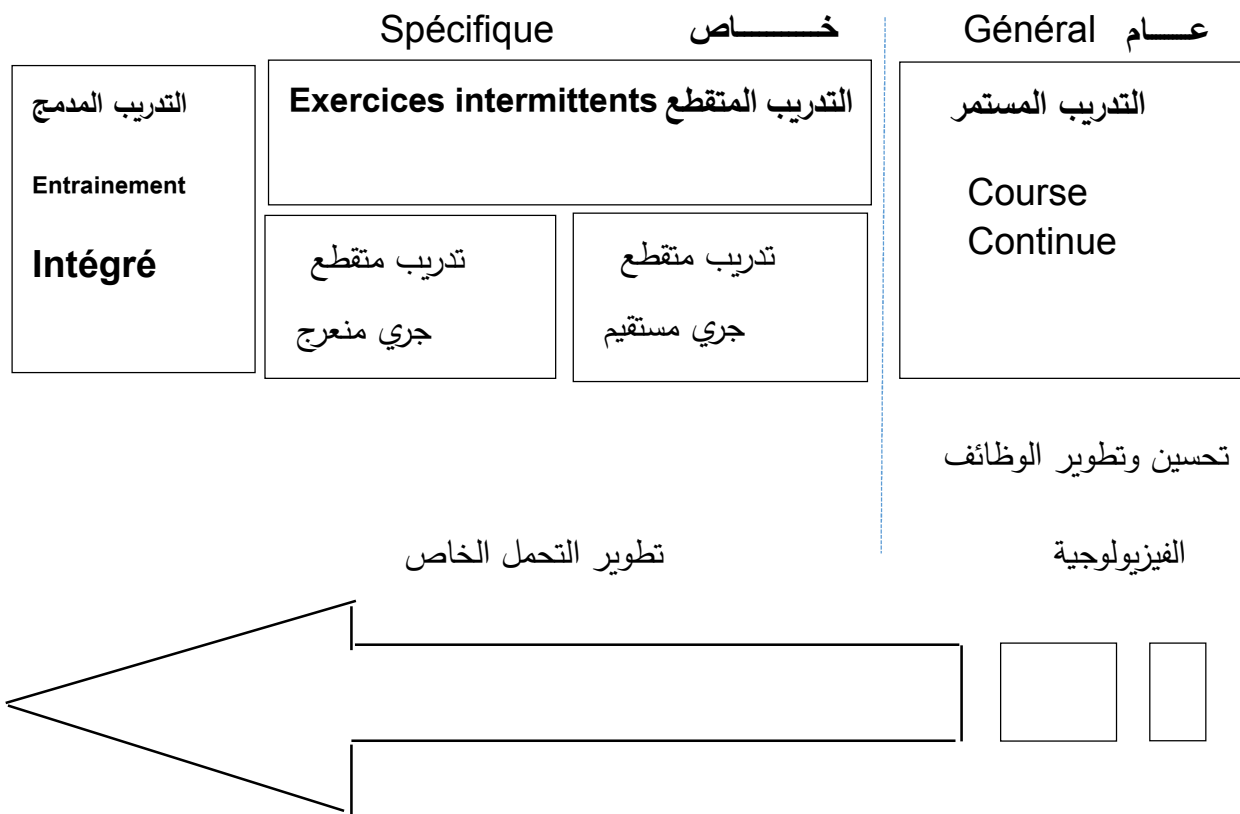 عـــام Général
خـــــــاص Spécifique
التدريب المستمر
Course
Continue
التدريب المتقطع Exercices intermittents
تدريب متقطع
جري مستقيم
تدريب متقطع
جري منعرج
التدريب المدمج
Entrainement
Intégré
تحسين وتطوير الوظائف
الفيزيولوجية
تطوير التحمل الخاص